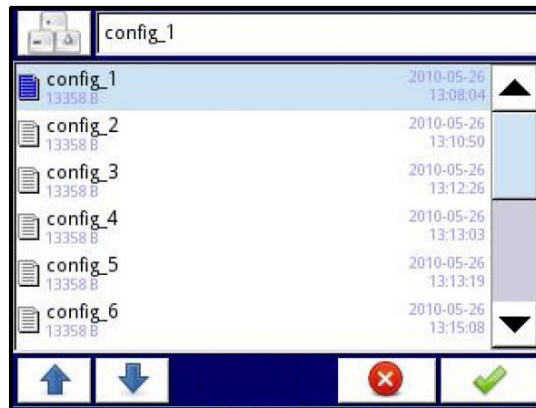 config_1
config_1 2010-05-26
13358 B 13:08:04
config_2 2010-05-26
13358 B 13:10:50
config_3 2010-05-26
13358 B 13:12:26
config_4 2010-05-26
13358 B 13:13:03
config_5 2010-05-26
13358 B 13:13:19
config_6 2010-05-26
13358 B 13:15:08